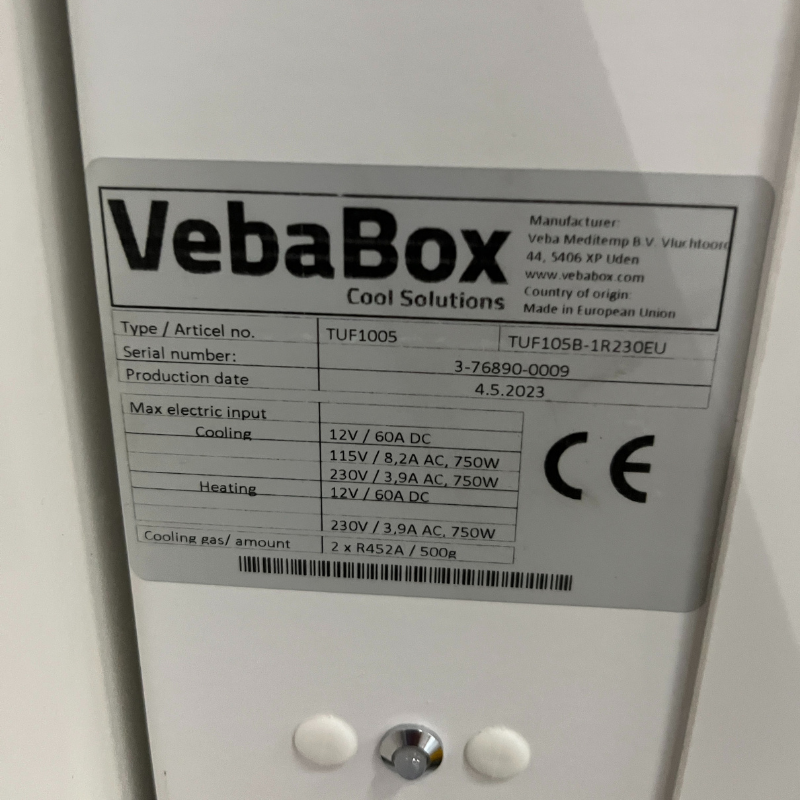 VebaBox
Cool Solutions
Manufacturer:
Veba Meditemp B.V. Vluchtoord
44, 5406 XP Uden
www.vebabox.com
Country of origin:
Made in European Union
Type / Articel no. TUF1005 TUF105B-1R230EU
Serial number: 3-76890-0009
Production date 4.5.2023
Max electric input
Cooling 12V / 60A DC
115V / 8,2A AC, 750W
230V / 3,9A AC, 750W
Heating 12V / 60A DC
230V / 3,9A AC, 750W
Cooling gas/ amount 2 x R452A / 500g
CE